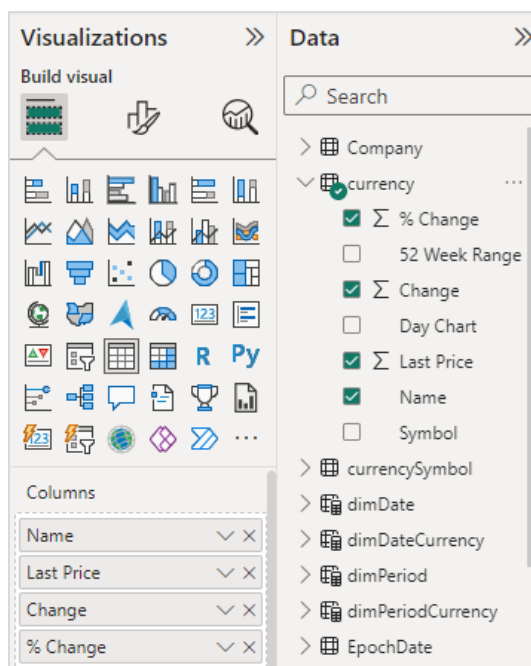 Visualizations
Build visual
123
R
Py
123
Columns
Name
Last Price
Change
% Change
Data
Search
Company
currency
Σ % Change
52 Week Range
Σ Change
Day Chart
Σ Last Price
Name
Symbol
currencySymbol
dimDate
dimDateCurrency
dimPeriod
dimPeriodCurrency
EpochDate